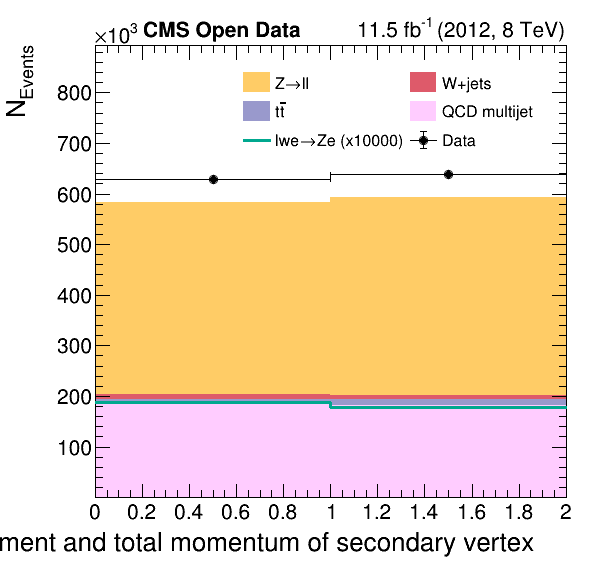 ×10³ CMS Open Data 11.5 fb⁻¹ (2012, 8 TeV)
N_Events
Z→ll W+jets
tt̄ QCD multijet
lwe→Ze (x10000) Data
800
700
600
500
400
300
200
100
0 0.2 0.4 0.6 0.8 1 1.2 1.4 1.6 1.8 2
ment and total momentum of secondary vertex